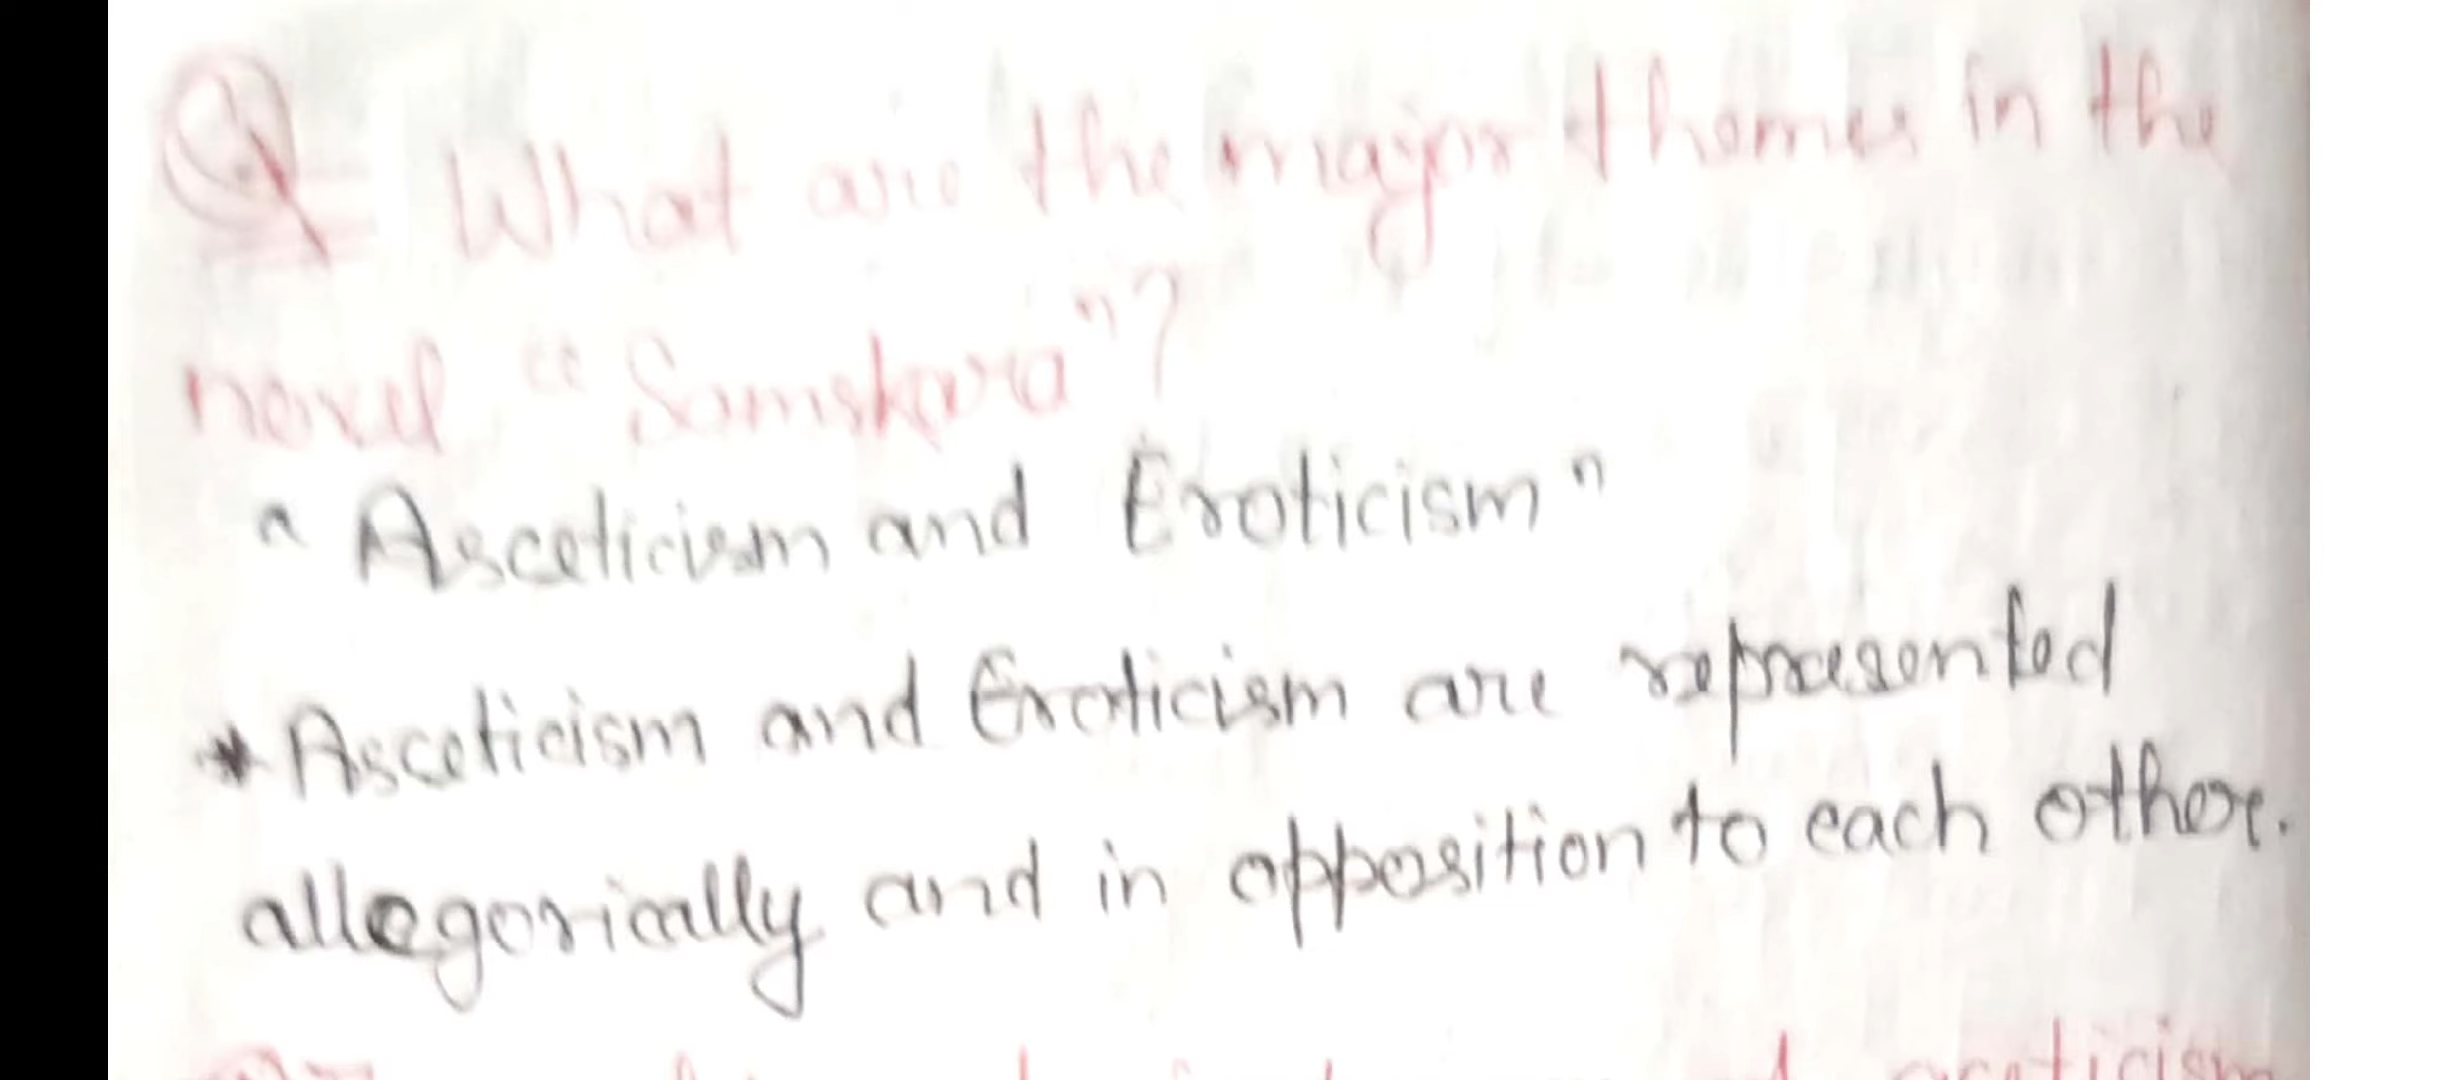 Q What are the major themes in the
novel "Samskara"?
"Asceticism and Eroticism"
* Asceticism and Eroticism are represented
allegorically and in opposition to each other.
asceticism